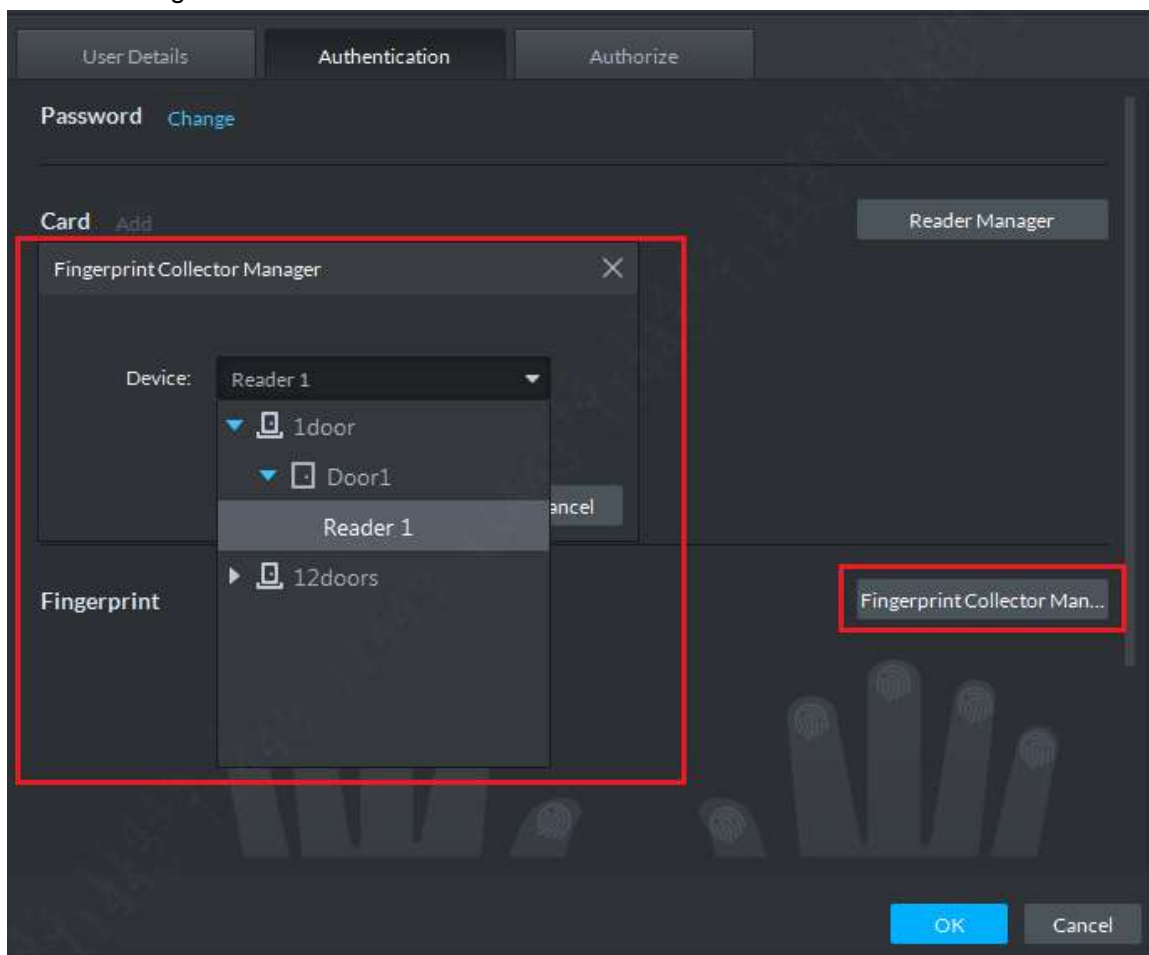 User Details Authentication Authorize
Password Change
Card Add Reader Manager
Fingerprint Collector Manager
Device: Reader 1
1door
Door1
Reader 1
12doors
Fingerprint Fingerprint Collector Man...
OK Cancel